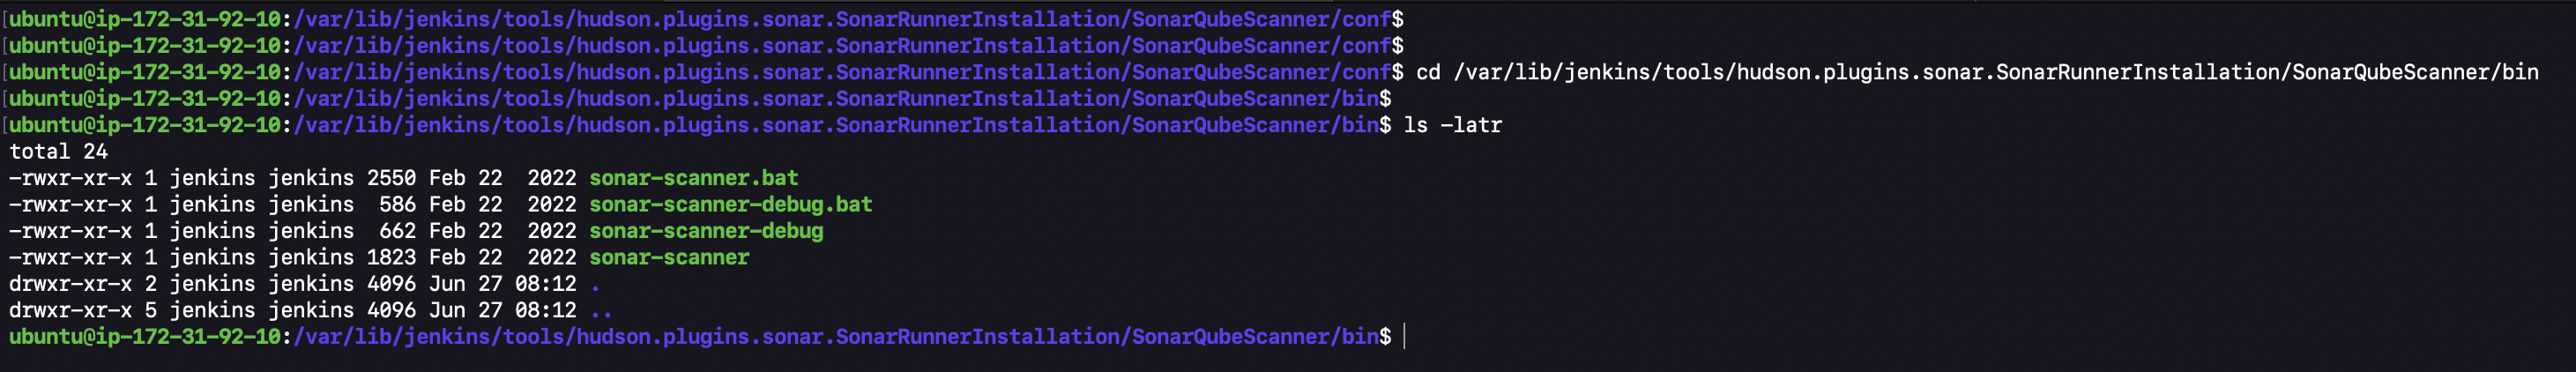 [ubuntu@ip-172-31-92-10:/var/lib/jenkins/tools/hudson.plugins.sonar.SonarRunnerInstallation/SonarQubeScanner/conf$
[ubuntu@ip-172-31-92-10:/var/lib/jenkins/tools/hudson.plugins.sonar.SonarRunnerInstallation/SonarQubeScanner/conf$
[ubuntu@ip-172-31-92-10:/var/lib/jenkins/tools/hudson.plugins.sonar.SonarRunnerInstallation/SonarQubeScanner/conf$ cd /var/lib/jenkins/tools/hudson.plugins.sonar.SonarRunnerInstallation/SonarQubeScanner/bin
[ubuntu@ip-172-31-92-10:/var/lib/jenkins/tools/hudson.plugins.sonar.SonarRunnerInstallation/SonarQubeScanner/bin$
[ubuntu@ip-172-31-92-10:/var/lib/jenkins/tools/hudson.plugins.sonar.SonarRunnerInstallation/SonarQubeScanner/bin$ ls -latr
total 24
-rwxr-xr-x 1 jenkins jenkins 2550 Feb 22  2022 sonar-scanner.bat
-rwxr-xr-x 1 jenkins jenkins  586 Feb 22  2022 sonar-scanner-debug.bat
-rwxr-xr-x 1 jenkins jenkins  662 Feb 22  2022 sonar-scanner-debug
-rwxr-xr-x 1 jenkins jenkins 1823 Feb 22  2022 sonar-scanner
drwxr-xr-x 2 jenkins jenkins 4096 Jun 27 08:12 .
drwxr-xr-x 5 jenkins jenkins 4096 Jun 27 08:12 ..
ubuntu@ip-172-31-92-10:/var/lib/jenkins/tools/hudson.plugins.sonar.SonarRunnerInstallation/SonarQubeScanner/bin$